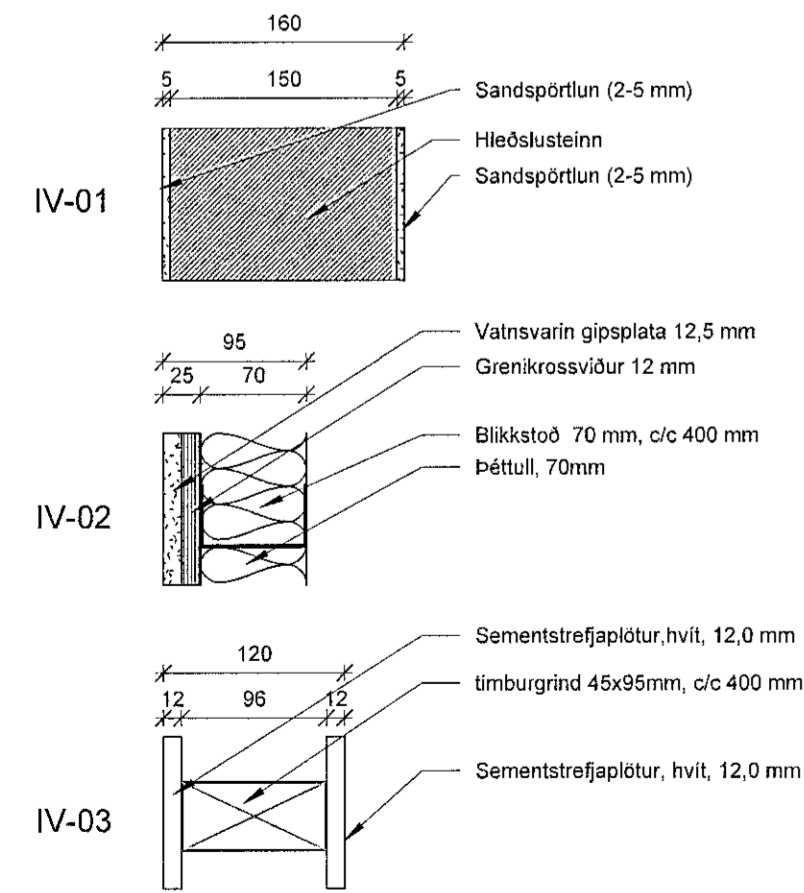 160
5 150 5
Sandspörtlun (2-5 mm)
Hleðslusteinn
Sandspörtlun (2-5 mm)
IV-01
95
25 70
Vatnsvarin gipsplata 12,5 mm
Grenikrossviður 12 mm
Blikkstoð 70 mm, c/c 400 mm
Þéttull, 70mm
IV-02
120
12 96 12
Sementstrefjaplötur,hvít, 12,0 mm
timburgrind 45x95mm, c/c 400 mm
Sementstrefjaplötur, hvít, 12,0 mm
IV-03